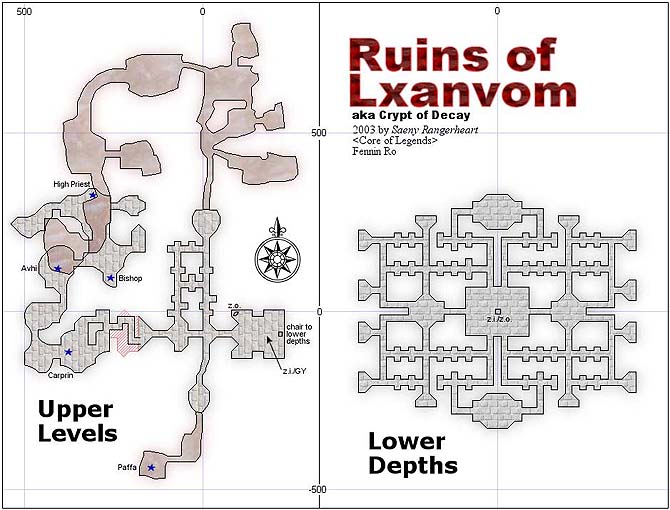 500
0
0
Ruins of
Lxanvom
aka Crypt of Decay
2003 by Saeny Rangerheart
<Core of Legends>
Fennin Ro
500
High Priest
Avhi
Bishop
z.o.
0
z.i./z.o
chair to
lower
depths
z.i./GY
Carprin
Upper
Levels
Lower
Depths
Paffa
-500